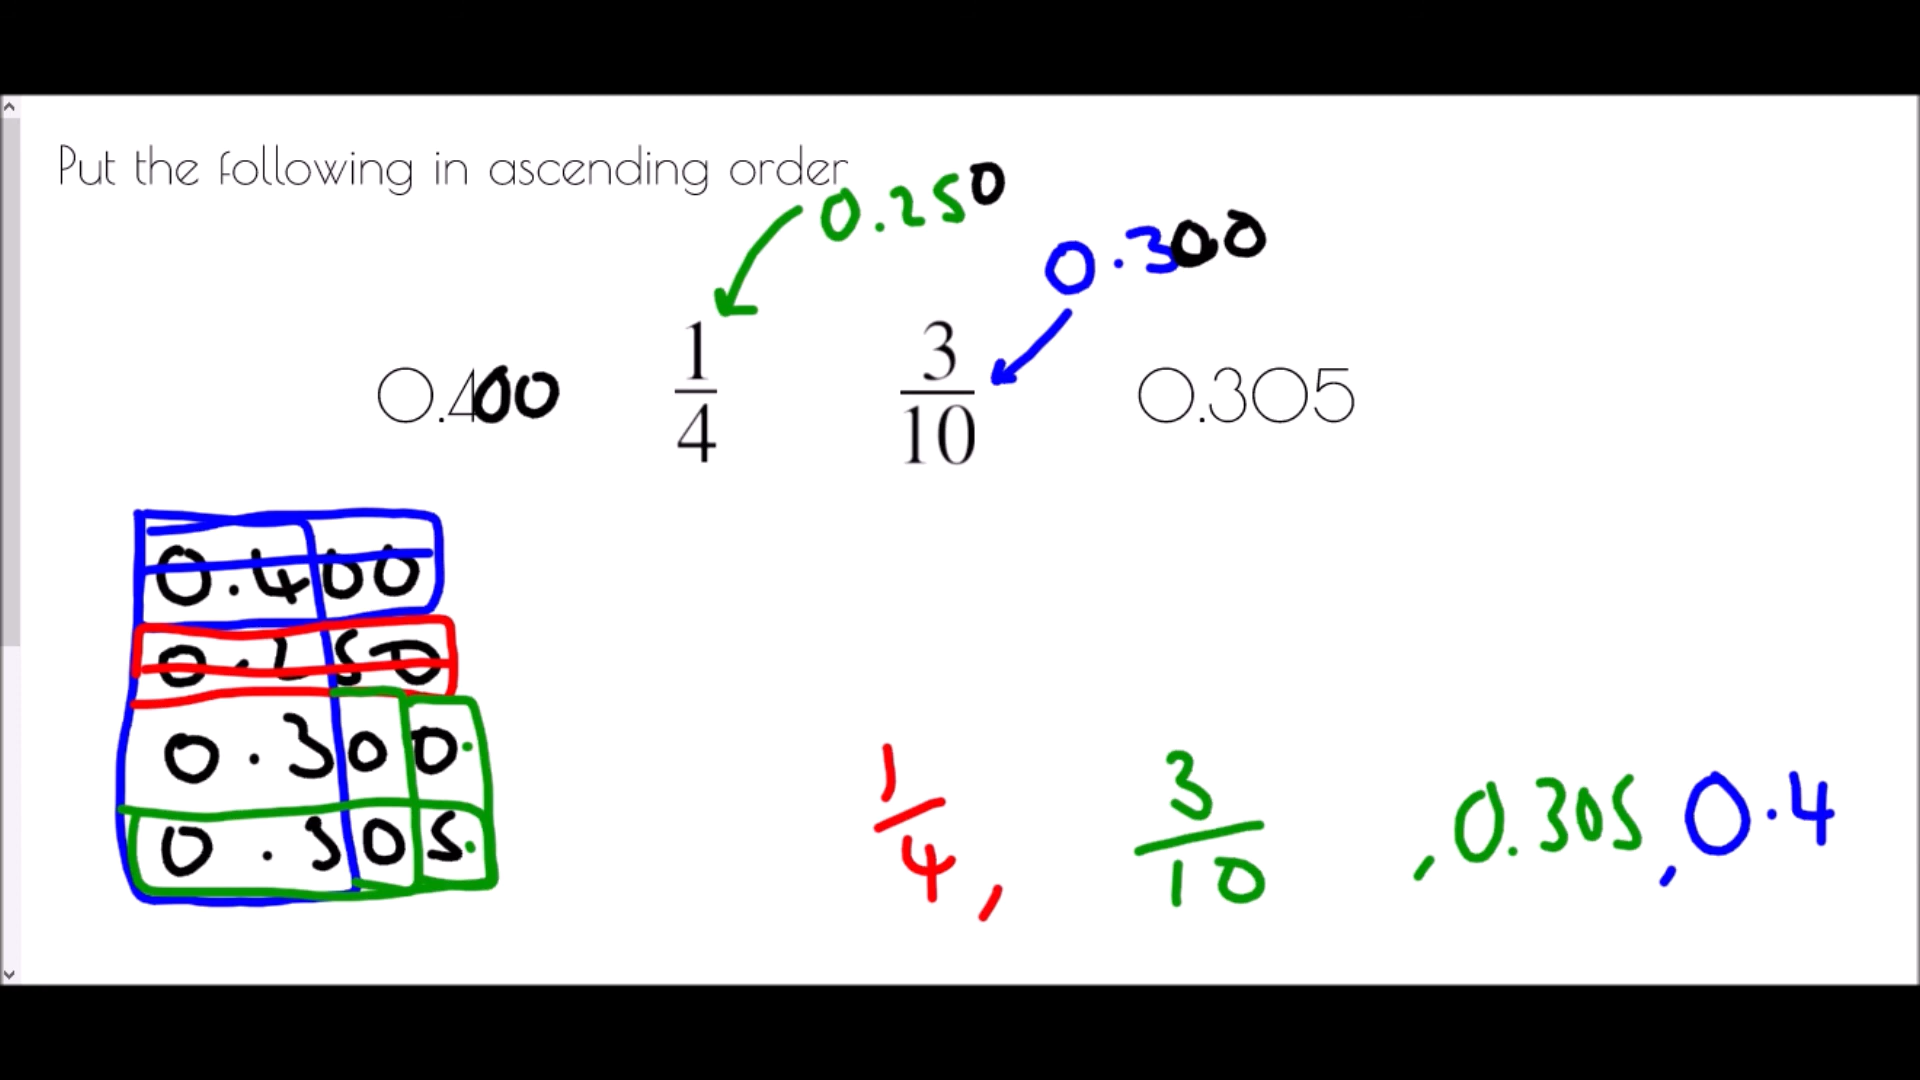 Put the following in ascending order
0.250
0.300
0.400 1/4 3/10 0.305
0.400
0.250
0.300
0.305
1/4, 3/10, 0.305, 0.4